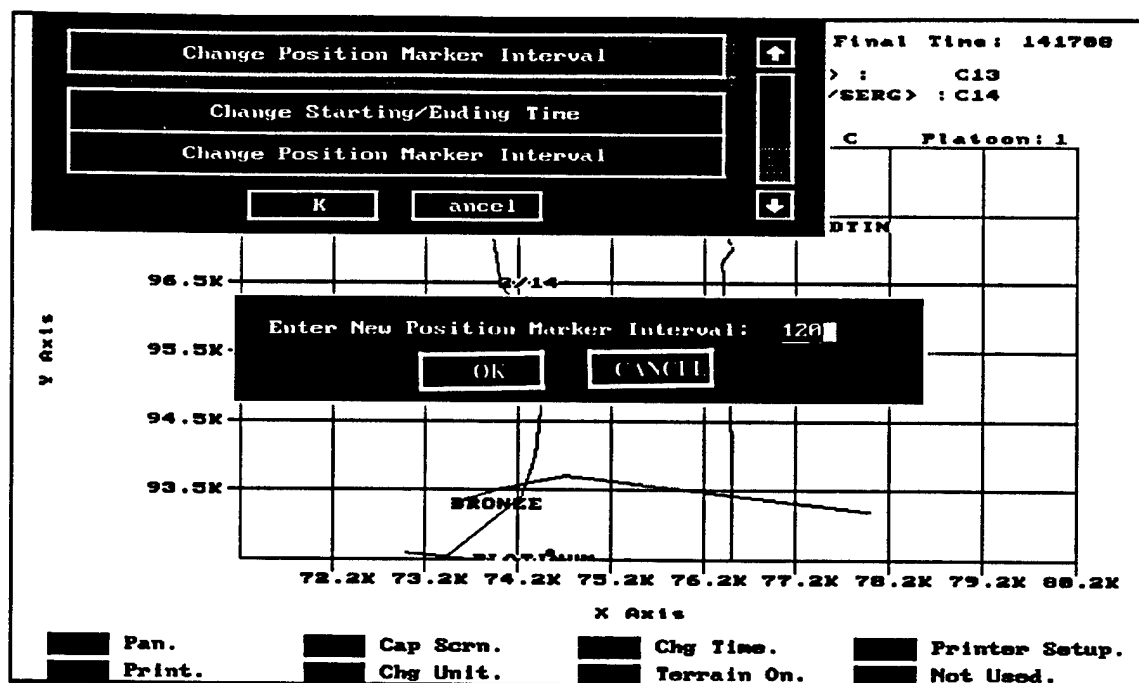 Change Position Marker Interval
Change Starting/Ending Time
Change Position Marker Interval
K ancel
Final Time: 141700
> : C13
/SERG> : C14
C Platoon: 1
DTIN
2/14
Enter New Position Marker Interval: 120
OK CANCEL
Y Axis
96.5K
95.5K
94.5K
93.5K
BRONZE
72.2K 73.2K 74.2K 75.2K 76.2K 77.2K 78.2K 79.2K 80.2K
X Axis
Pan. Cap Scrn. Chg Time. Printer Setup.
Print. Chg Unit. Terrain On. Not Used.